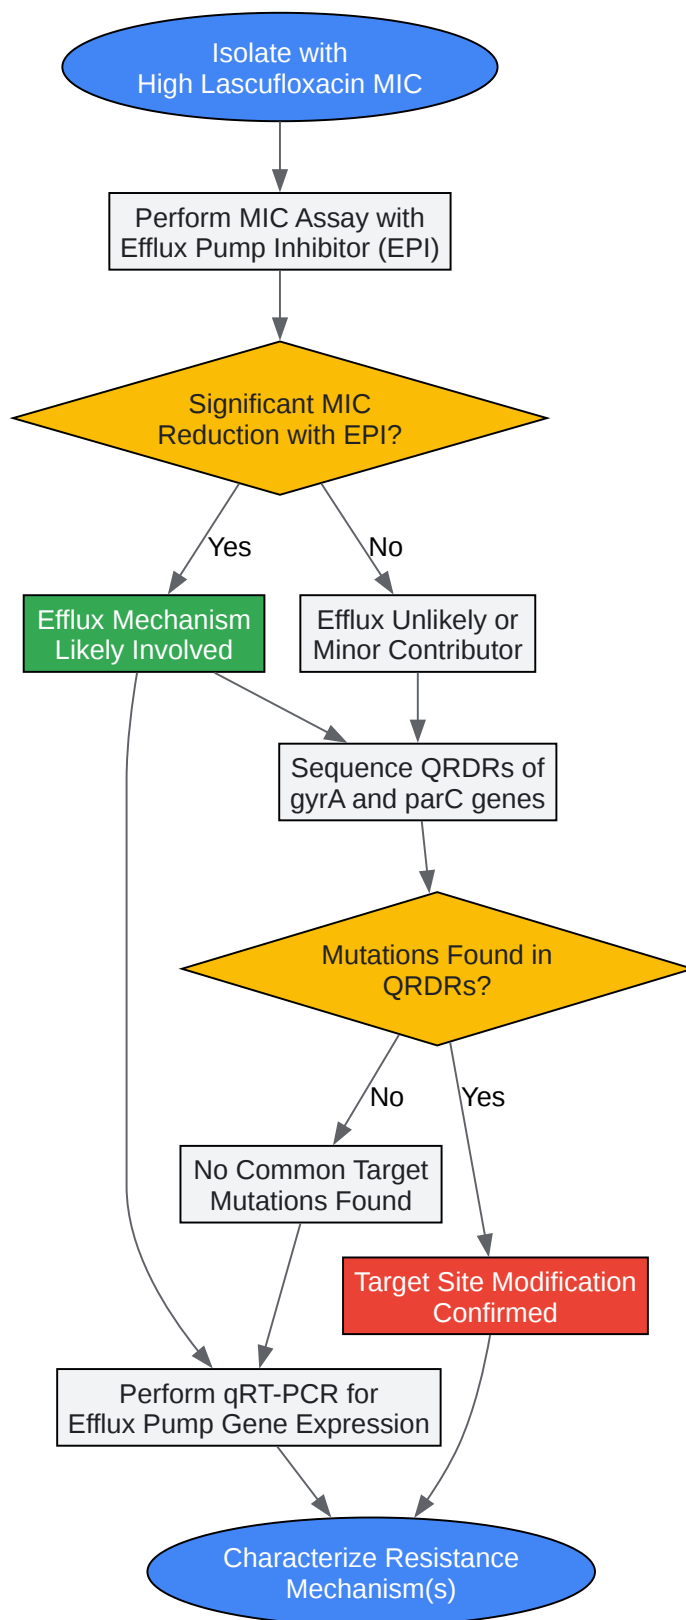 Isolate with
High Lascufloxacin MIC
Perform MIC Assay with
Efflux Pump Inhibitor (EPI)
Significant MIC
Reduction with EPI?
Yes
No
Efflux Mechanism
Likely Involved
Efflux Unlikely or
Minor Contributor
Sequence QRDRs of
gyrA and parC genes
Mutations Found in
QRDRs?
No
Yes
No Common Target
Mutations Found
Target Site Modification
Confirmed
Perform qRT-PCR for
Efflux Pump Gene Expression
Characterize Resistance
Mechanism(s)